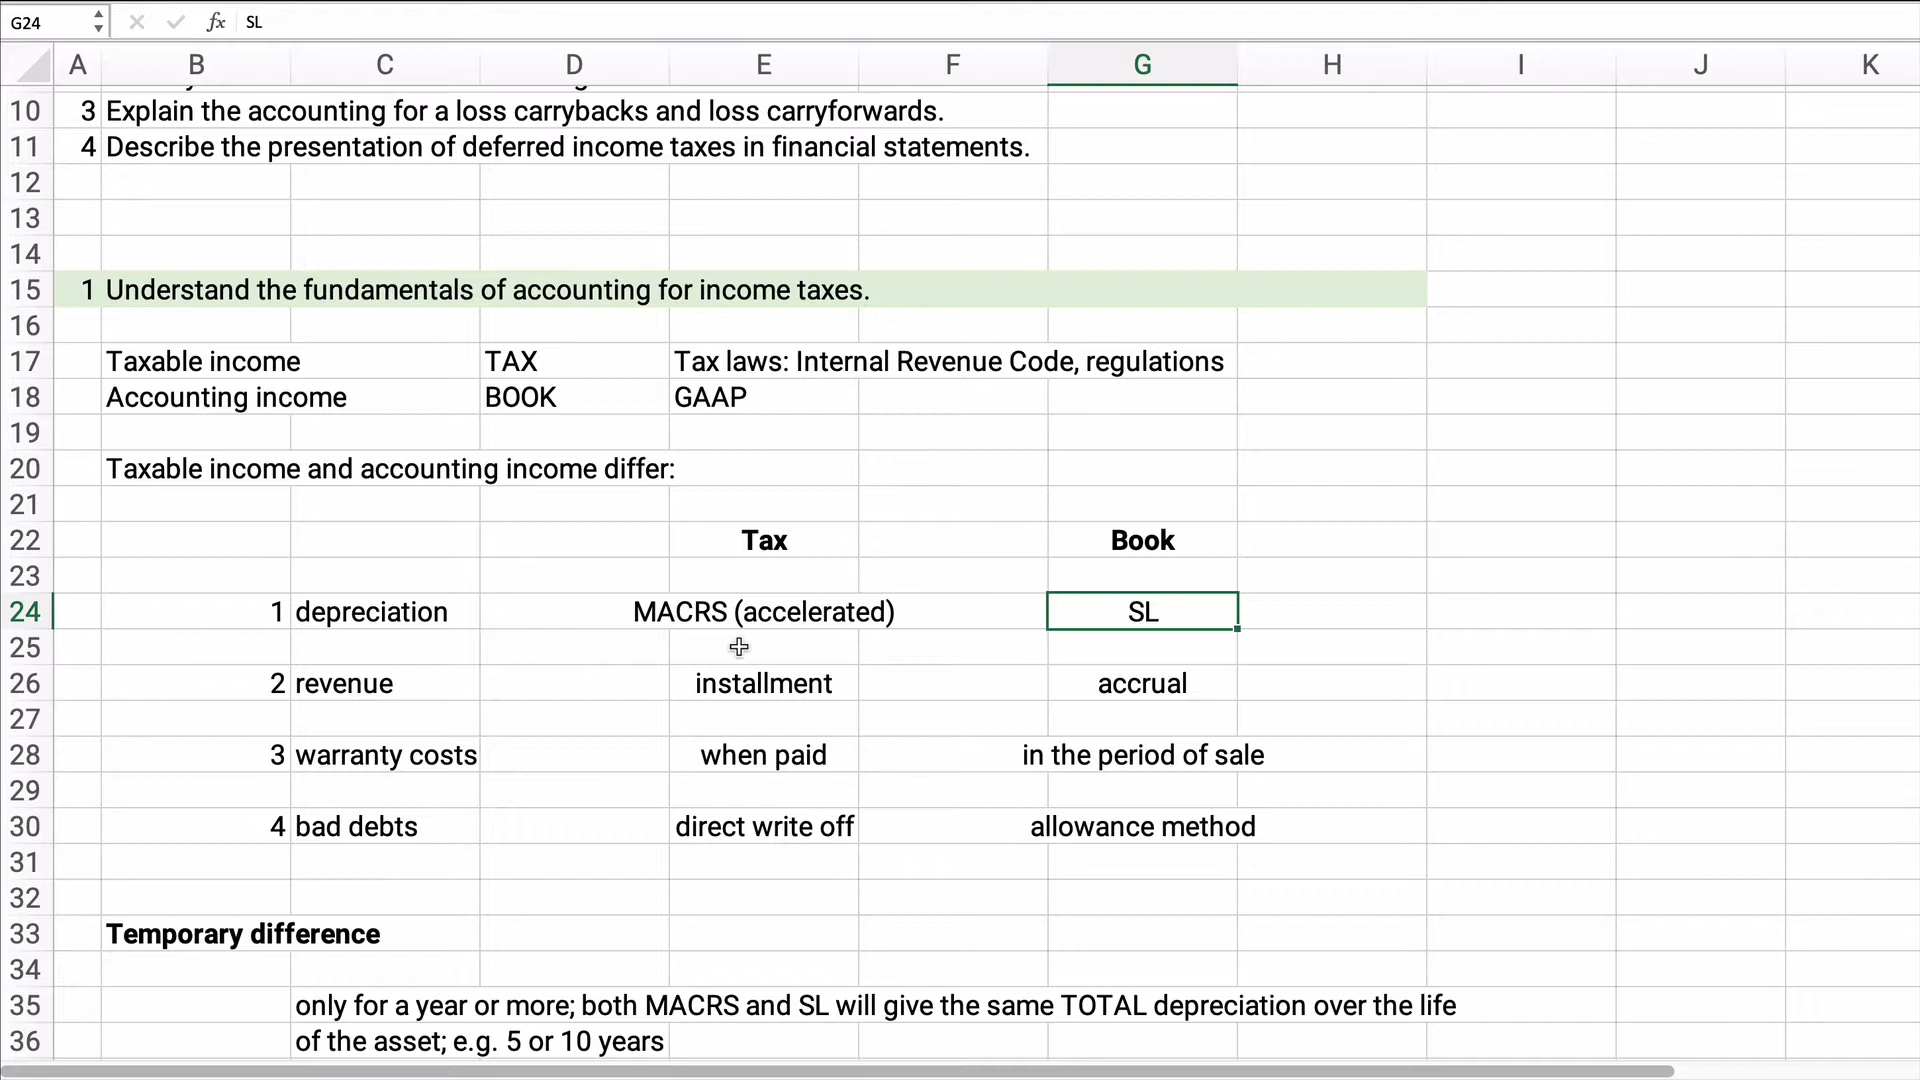 G24 fx SL
A B C D E F G H I J K
10 3 Explain the accounting for a loss carrybacks and loss carryforwards.
11 4 Describe the presentation of deferred income taxes in financial statements.
12
13
14
15 1 Understand the fundamentals of accounting for income taxes.
16
17 Taxable income TAX Tax laws: Internal Revenue Code, regulations
18 Accounting income BOOK GAAP
19
20 Taxable income and accounting income differ:
21
22 Tax Book
23
24 1 depreciation MACRS (accelerated) SL
25
26 2 revenue installment accrual
27
28 3 warranty costs when paid in the period of sale
29
30 4 bad debts direct write off allowance method
31
32
33 Temporary difference
34
35 only for a year or more; both MACRS and SL will give the same TOTAL depreciation over the life
36 of the asset; e.g. 5 or 10 years